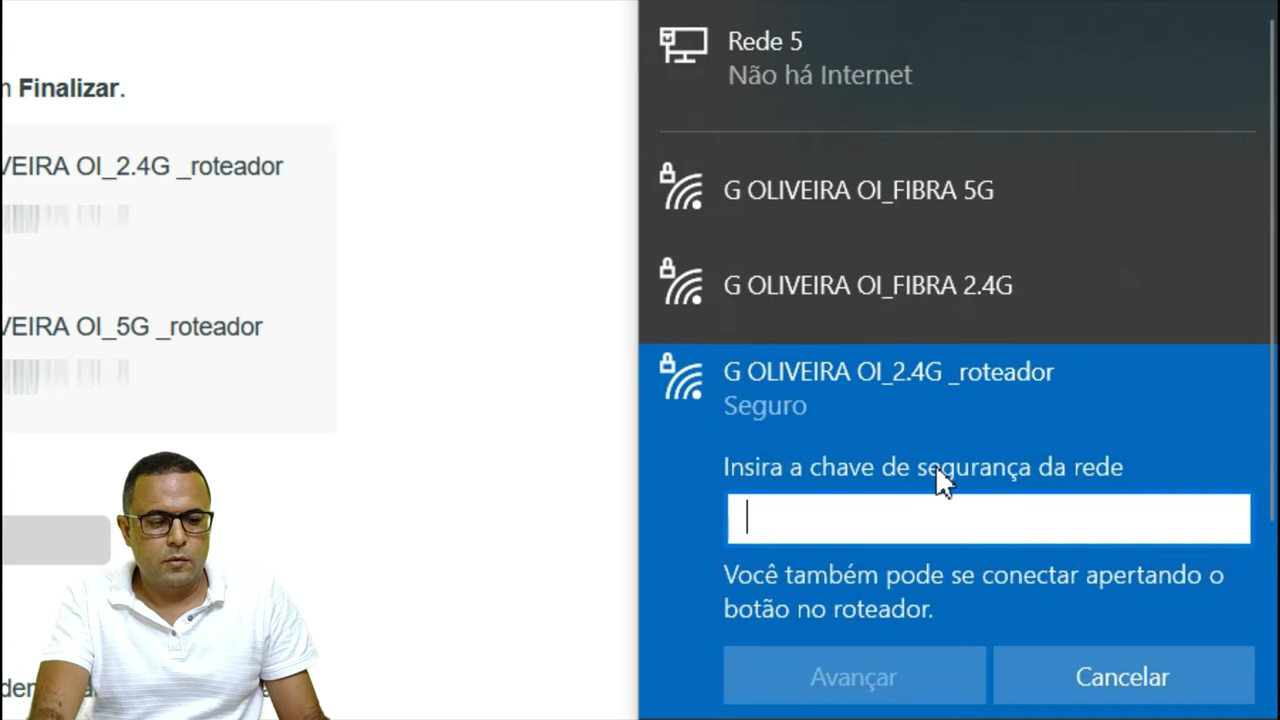 Finalizar.
VEIRA OI_2.4G _roteador
VEIRA OI_5G _roteador
Rede 5
Não há Internet
G OLIVEIRA OI_FIBRA 5G
G OLIVEIRA OI_FIBRA 2.4G
G OLIVEIRA OI_2.4G _roteador
Seguro
Insira a chave de segurança da rede
Você também pode se conectar apertando o
botão no roteador.
Avançar
Cancelar